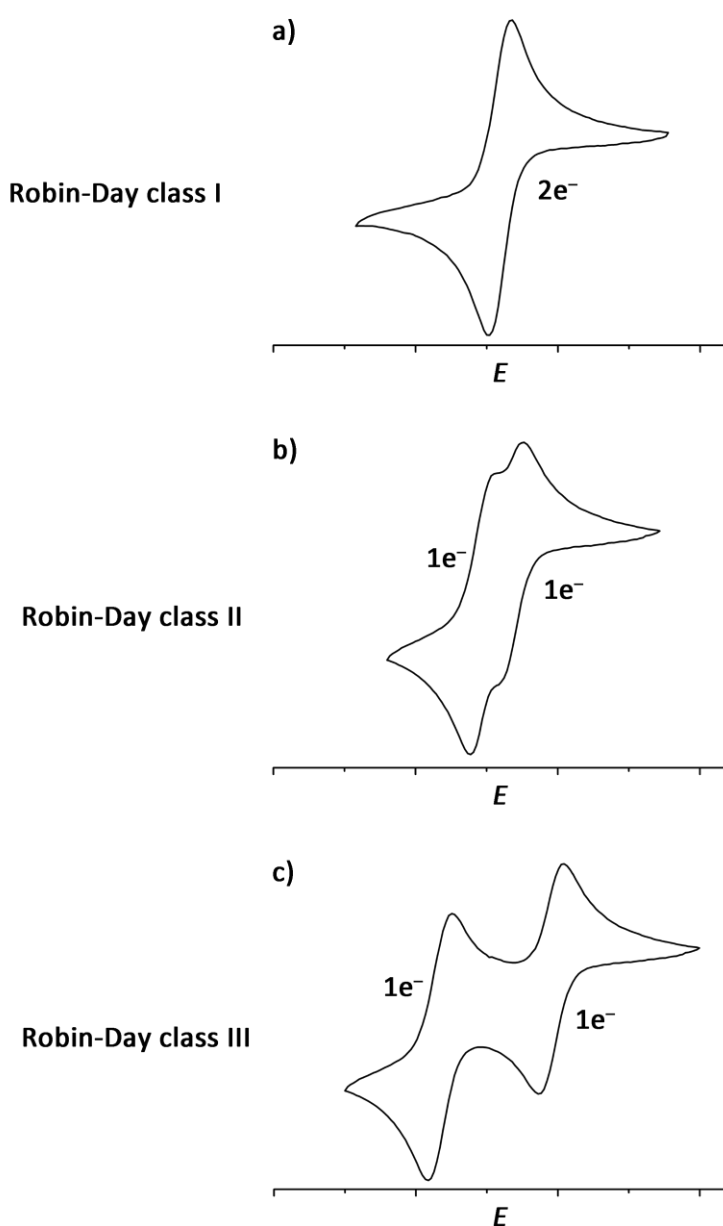 a)
Robin-Day class I
2e⁻
E
b)
1e⁻
1e⁻
Robin-Day class II
E
c)
1e⁻
1e⁻
Robin-Day class III
E